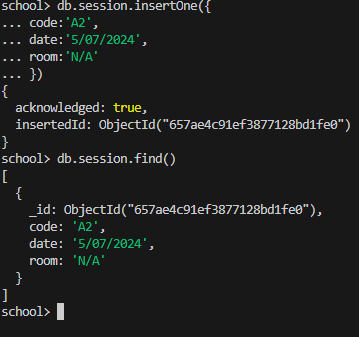 school> db.session.insertOne({
... code:'A2',
... date:'5/07/2024',
... room:'N/A'
... })
{
  acknowledged: true,
  insertedId: ObjectId("657ae4c91ef3877128bd1fe0")
}
school> db.session.find()
[
  {
    _id: ObjectId("657ae4c91ef3877128bd1fe0"),
    code: 'A2',
    date: '5/07/2024',
    room: 'N/A'
  }
]
school>